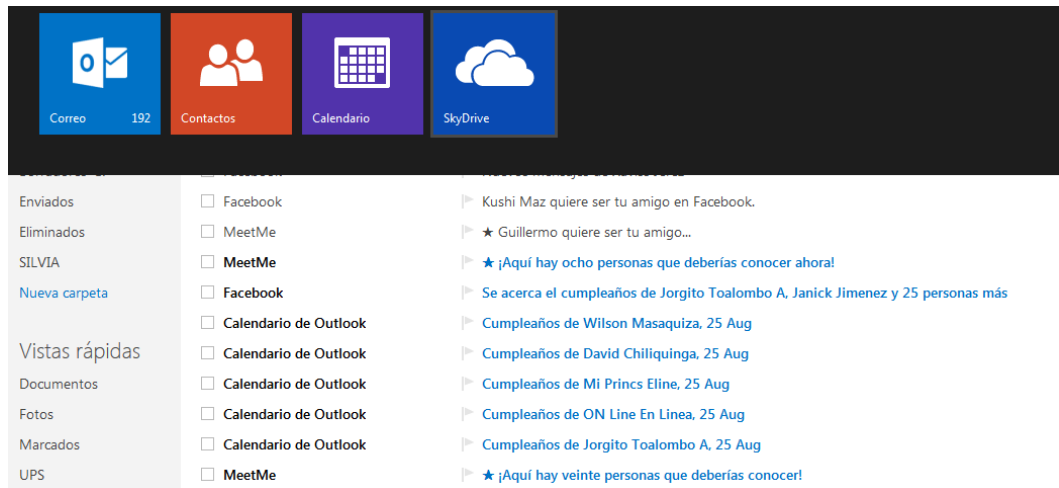 Correo 192 Contactos Calendario SkyDrive
Facebook
Enviados Facebook Kushi Maz quiere ser tu amigo en Facebook.
Eliminados MeetMe ★ Guillermo quiere ser tu amigo...
SILVIA MeetMe ★ ¡Aquí hay ocho personas que deberías conocer ahora!
Nueva carpeta Facebook Se acerca el cumpleaños de Jorgito Toalombo A, Janick Jimenez y 25 personas más
Calendario de Outlook Cumpleaños de Wilson Masaquiza, 25 Aug
Vistas rápidas Calendario de Outlook Cumpleaños de David Chiliquinga, 25 Aug
Documentos Calendario de Outlook Cumpleaños de Mi Princs Eline, 25 Aug
Fotos Calendario de Outlook Cumpleaños de ON Line En Linea, 25 Aug
Marcados Calendario de Outlook Cumpleaños de Jorgito Toalombo A, 25 Aug
UPS MeetMe ★ ¡Aquí hay veinte personas que deberías conocer!